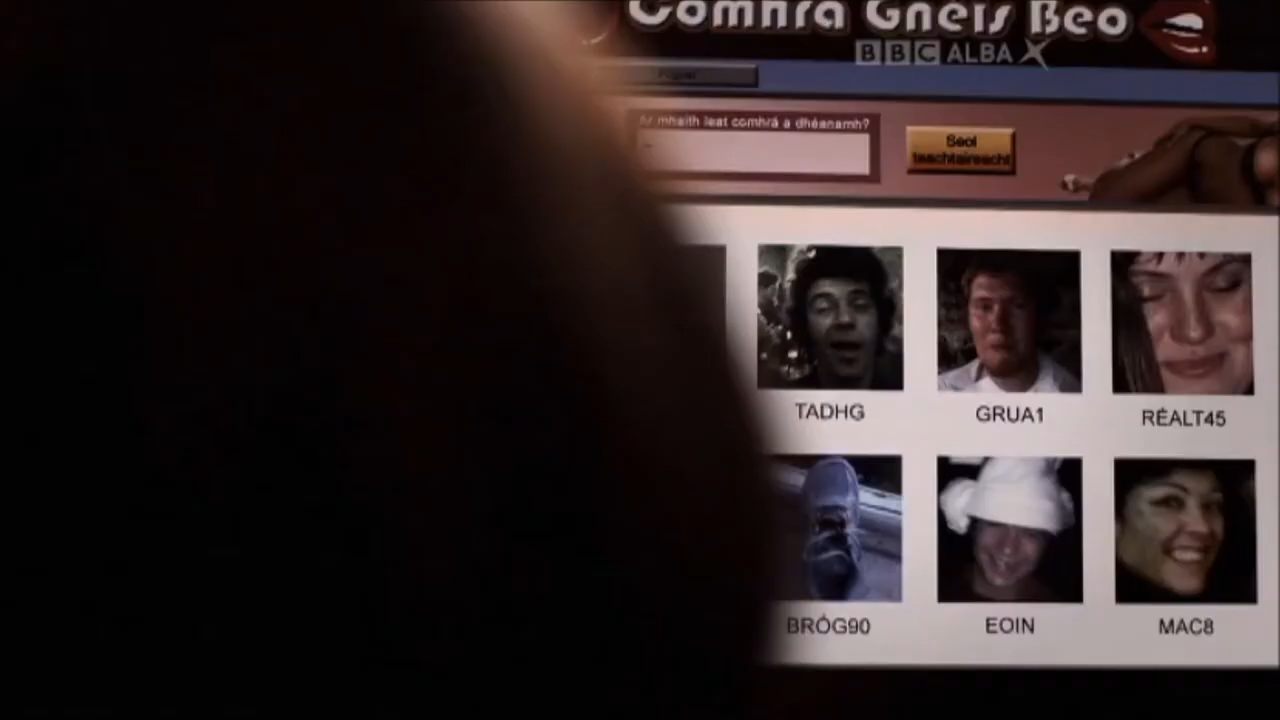 Comhrá Gnéis Beo
BBC ALBA
Ar mhaith leat comhrá a dhéanamh?
Seol
teachtaireacht
TADHG
GRUA1
RÉALT45
BRÓG90
EOIN
MAC8